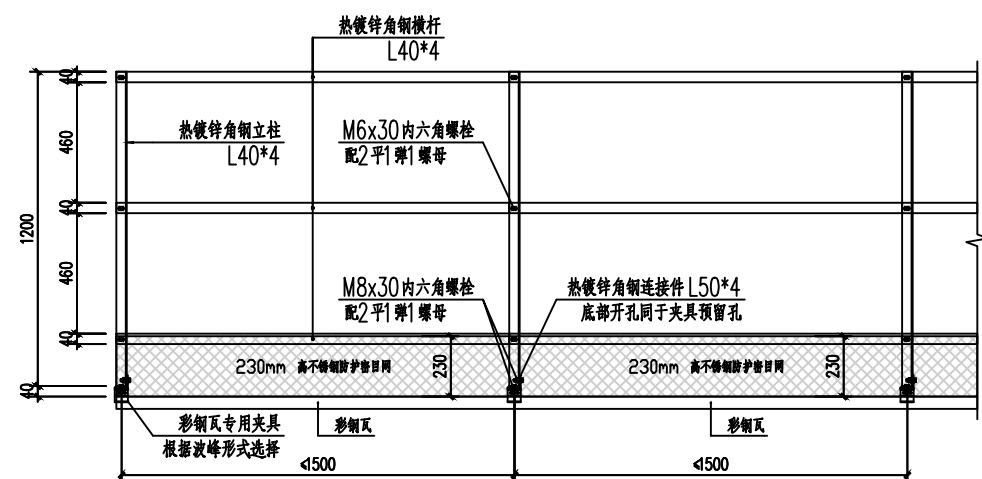 热镀锌角钢横杆
L40*4
40
460
热镀锌角钢立柱
L40*4
M6x30内六角螺栓
配2平1弹1螺母
40
1200
460
M8x30内六角螺栓
配2平1弹1螺母
热镀锌角钢连接件 L50*4
底部开孔同于夹具预留孔
40
230mm 高不锈钢防护密目网
230
230mm 高不锈钢防护密目网
230
40
彩钢瓦专用夹具
根据波峰形式选择
彩钢瓦
彩钢瓦
≤1500
≤1500